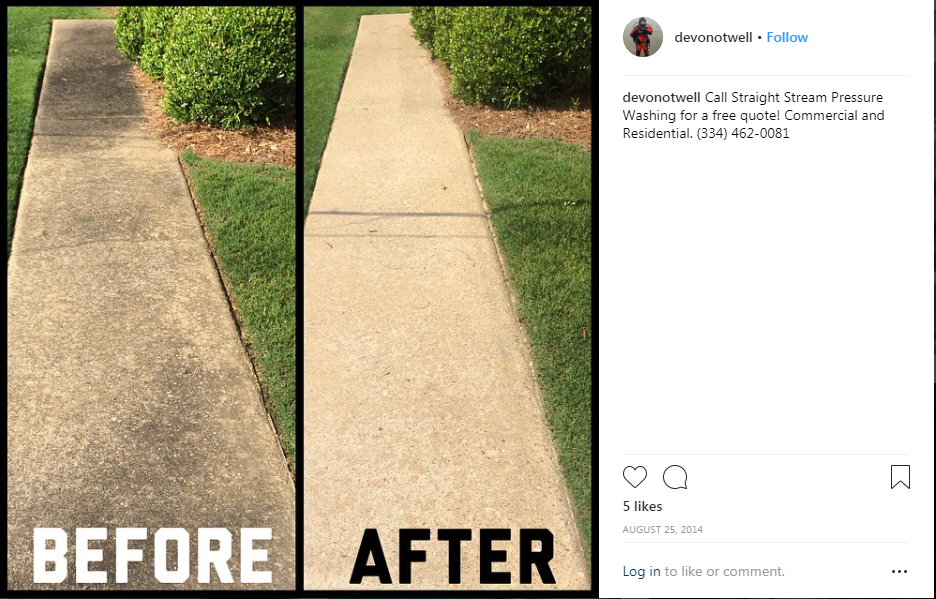 BEFORE
AFTER
devonotwell • Follow
devonotwell Call Straight Stream Pressure
Washing for a free quote! Commercial and
Residential. (334) 462-0081
5 likes
AUGUST 25, 2014
Log in to like or comment.